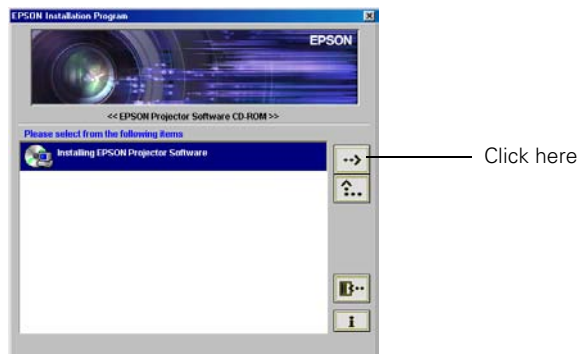 EPSON Installation Program
EPSON
<< EPSON Projector Software CD-ROM >>
Please select from the following items
Installing EPSON Projector Software
Click here
i